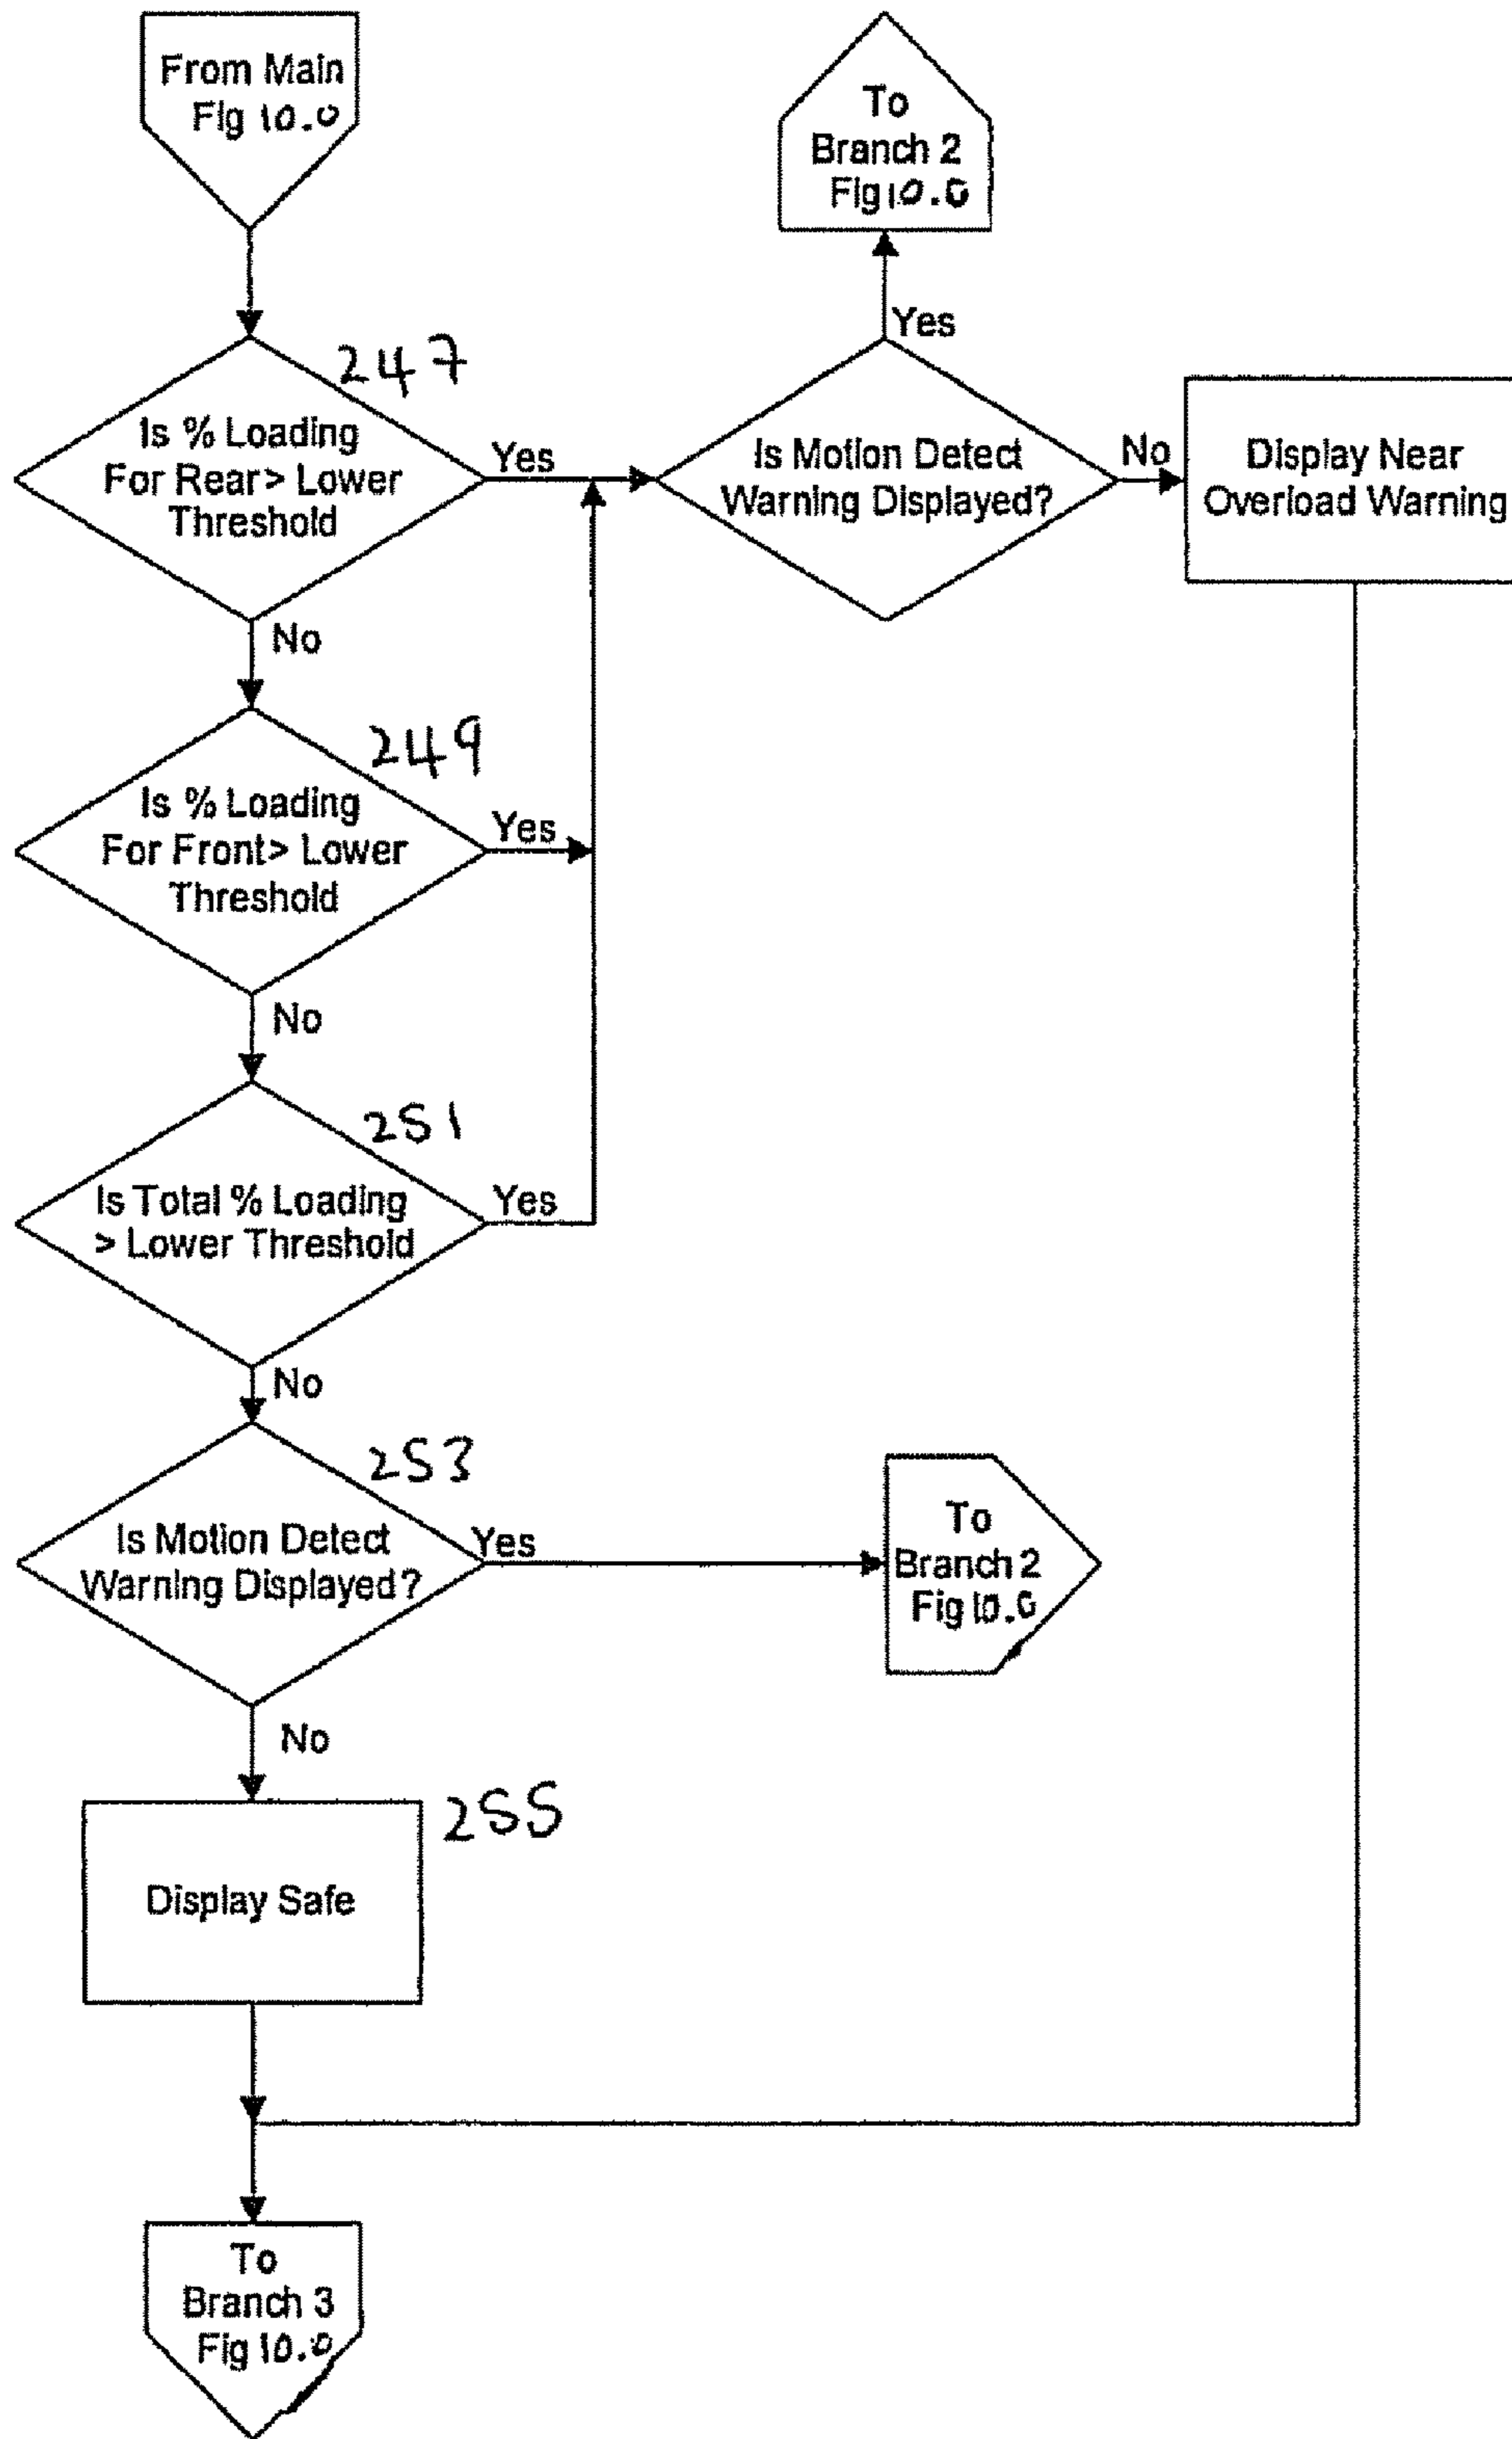 From Main
Fig 10.0
To
Branch 2
Fig 10.0
Yes
247
Is % Loading
For Rear> Lower
Threshold
Yes
Is Motion Detect
Warning Displayed?
No
Display Near
Overload Warning
No
249
Is % Loading
For Front> Lower
Threshold
Yes
No
251
Is Total % Loading
> Lower Threshold
Yes
No
253
Is Motion Detect
Warning Displayed?
Yes
To
Branch 2
Fig 10.0
No
255
Display Safe
To
Branch 3
Fig 10.0